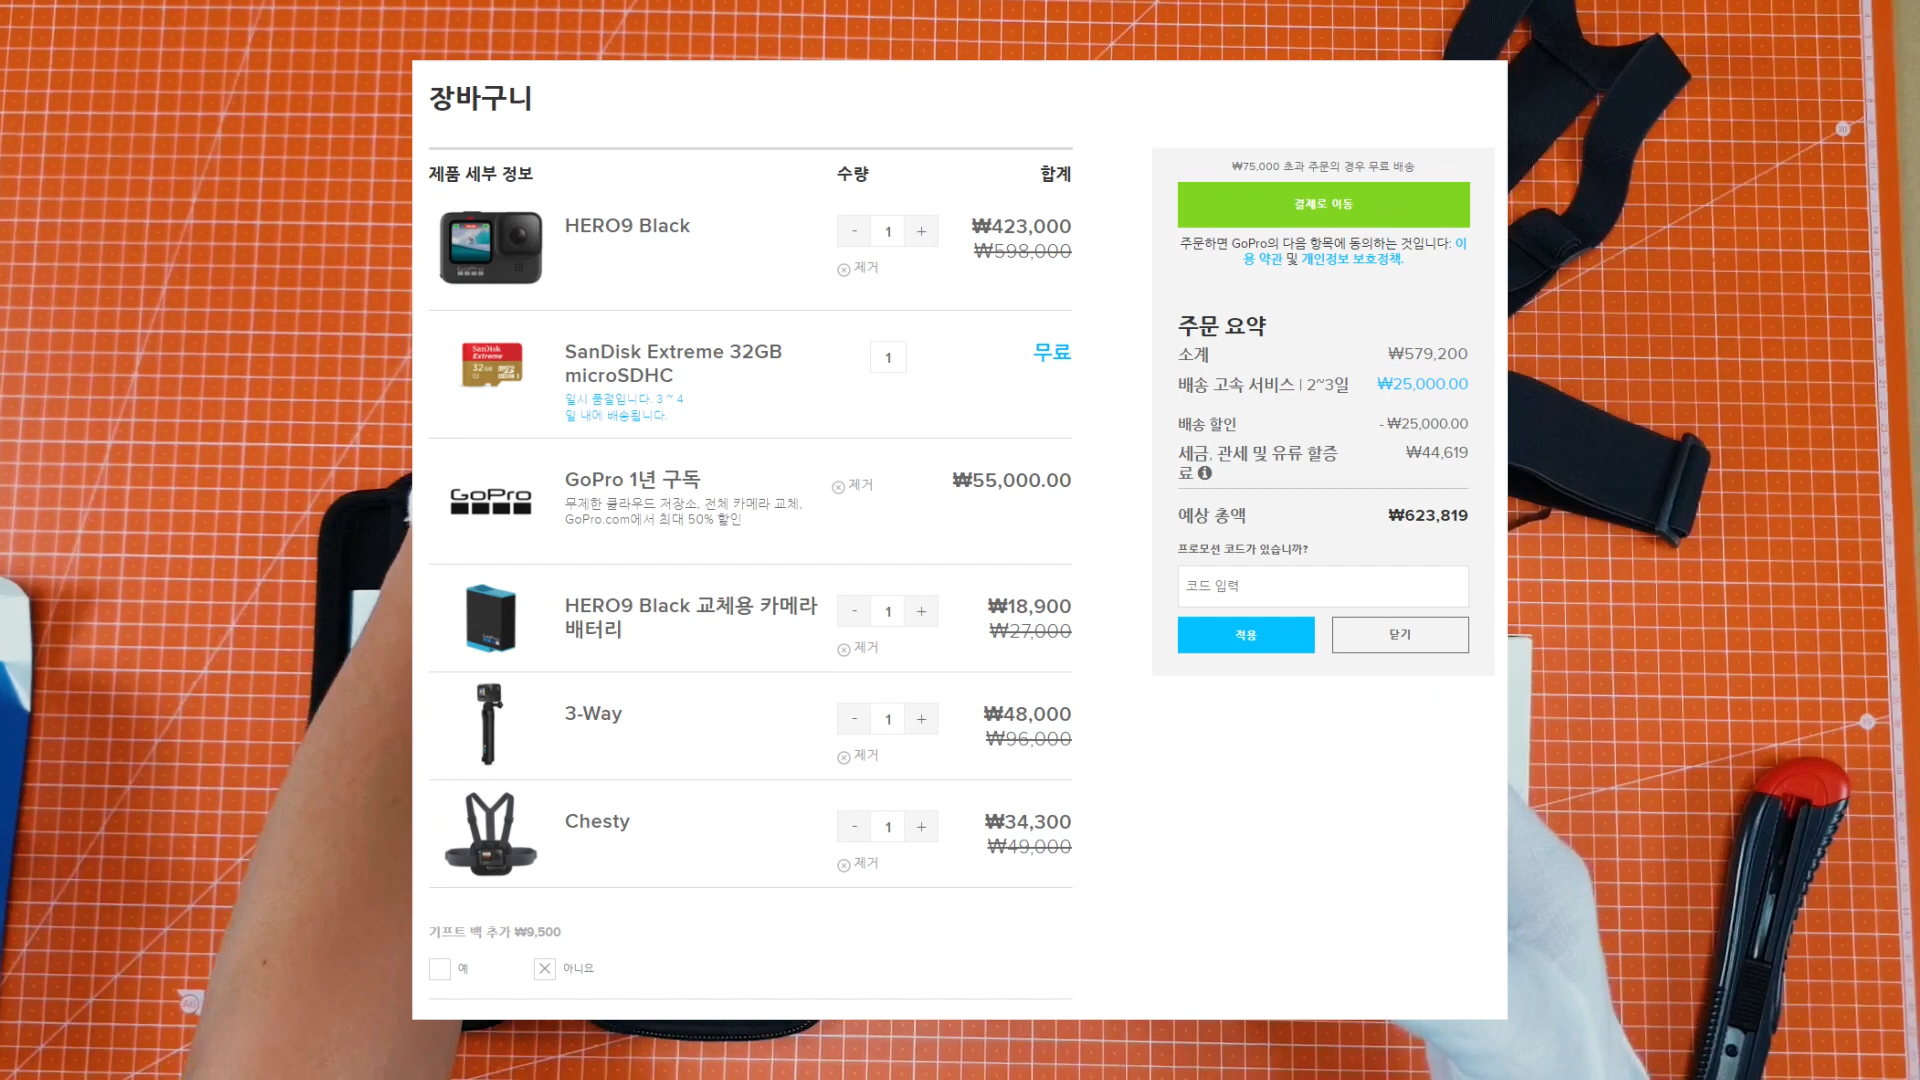 장바구니
제품 세부 정보
수량
합계
HERO9 Black
- 1 +
제거
₩423,000
₩598,000
SanDisk
Extreme
32GB
SanDisk Extreme 32GB
microSDHC
일시 품절입니다. 3 ~ 4
일 내에 배송됩니다.
1
무료
GoPro
GoPro 1년 구독
무제한 클라우드 저장소, 전체 카메라 교체,
GoPro.com에서 최대 50% 할인
제거
₩55,000.00
HERO9 Black 교체용 카메라
배터리
- 1 +
제거
₩18,900
₩27,000
3-Way
- 1 +
제거
₩48,000
₩96,000
Chesty
- 1 +
제거
₩34,300
₩49,000
기프트 백 추가 ₩9,500
예
아니요
₩75,000 초과 주문의 경우 무료 배송
결제로 이동
주문하면 GoPro의 다음 항목에 동의하는 것입니다: 이
용 약관 및 개인정보 보호정책.
주문 요약
소계 ₩579,200
배송 고속 서비스 | 2~3일 ₩25,000.00
배송 할인 - ₩25,000.00
세금, 관세 및 유류 할증
료
₩44,619
예상 총액 ₩623,819
프로모션 코드가 있습니까?
코드 입력
적용
닫기
A6